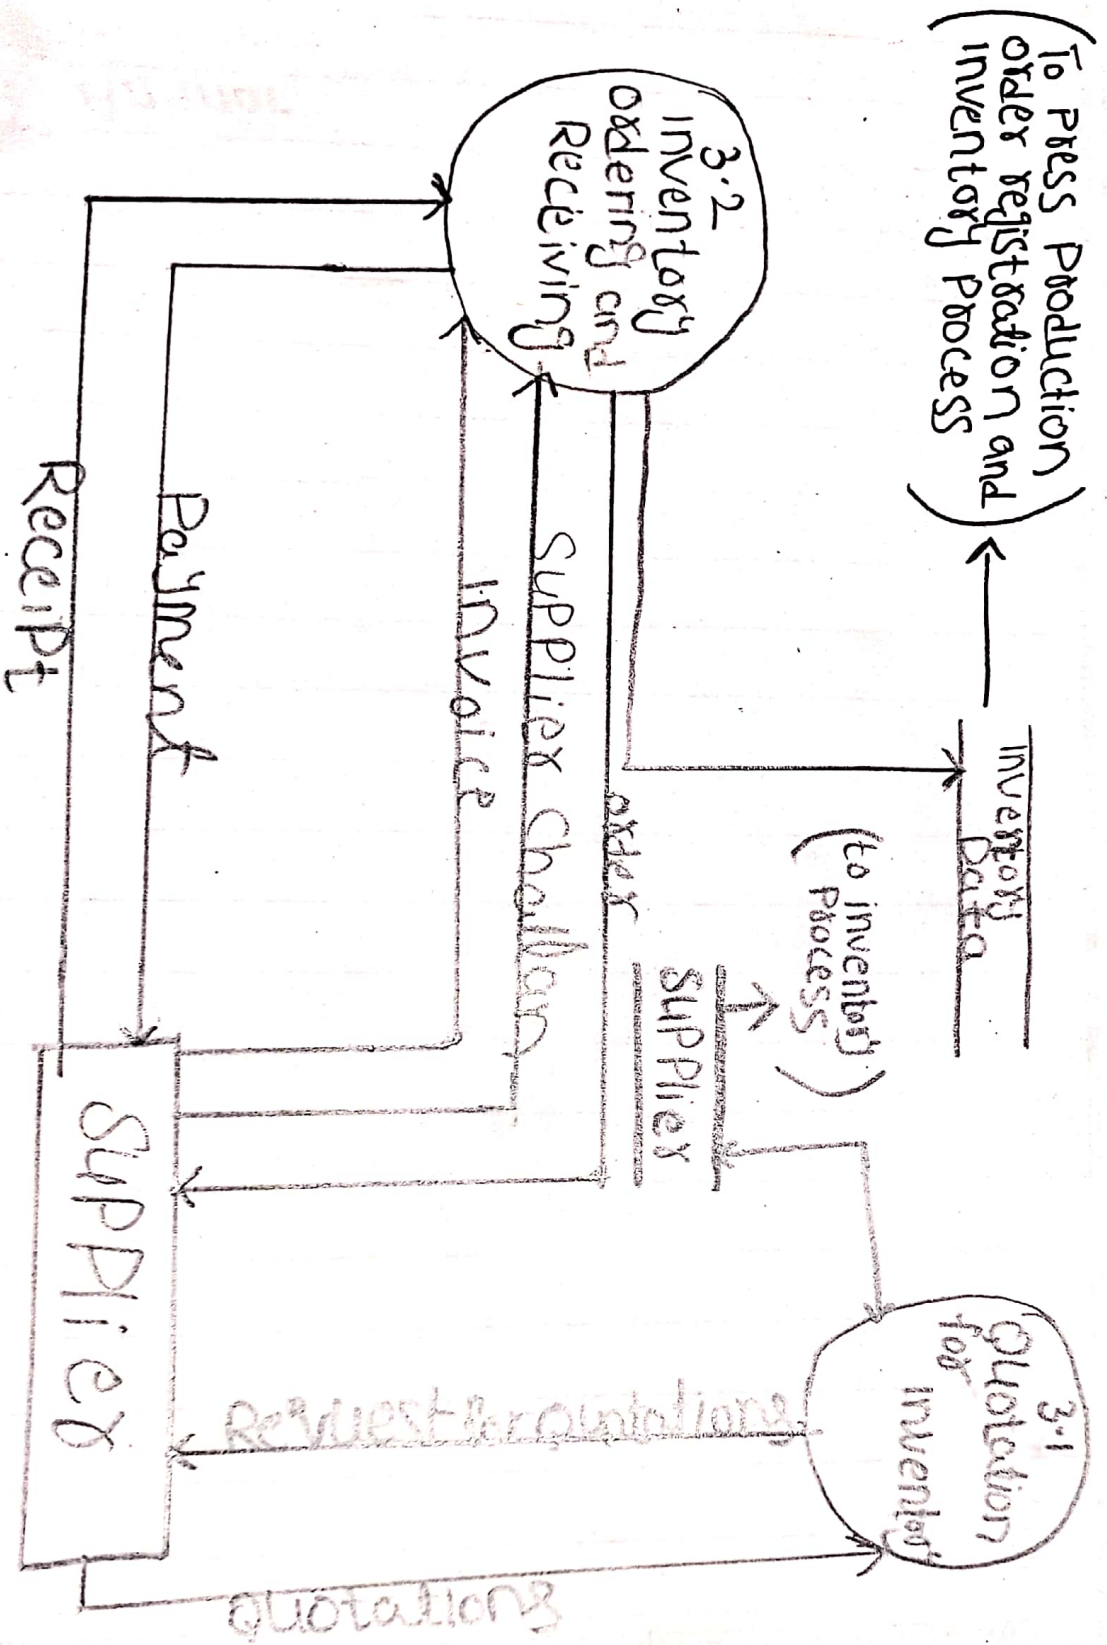 (To Press Production
order registration and
inventory Process)
Inventory
Data
(to inventory
Process)
Supplier
3.1
Quotation
for
inventory
3.2
inventory
ordering and
Receiving
order
Supplier Challan
Invoice
Payment
Receipt
Supplier
Request for quotations
Quotations